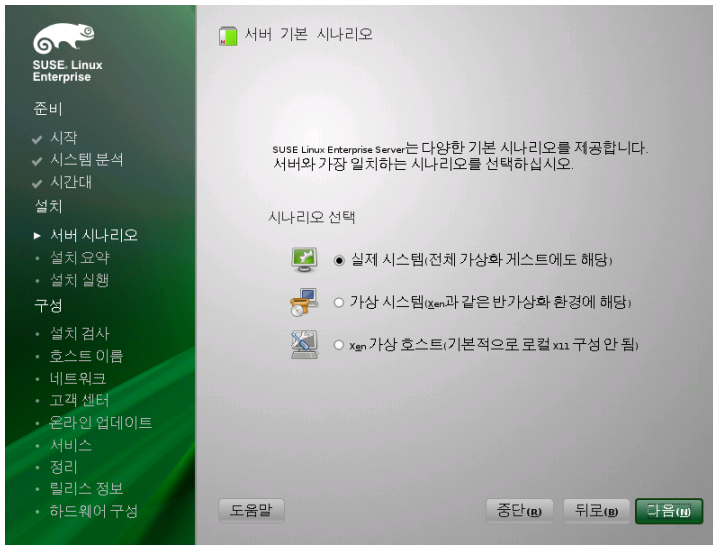 SUSE. Linux
Enterprise
준비
시작
시스템 분석
시간대
설치
서버 시나리오
설치 요약
설치 실행
구성
설치 검사
호스트 이름
네트워크
고객 센터
온라인 업데이트
서비스
정리
릴리스 정보
하드웨어 구성
서버 기본 시나리오
SUSE Linux Enterprise Server는 다양한 기본 시나리오를 제공합니다.
서버와 가장 일치하는 시나리오를 선택하십시오.
시나리오 선택
실제 시스템(전체 가상화 게스트에도 해당)
가상 시스템(Xen과 같은 반가상화 환경에 해당)
Xen 가상 호스트(기본적으로 로컬 X11 구성 안 됨)
도움말
중단(R)
뒤로(B)
다음(N)